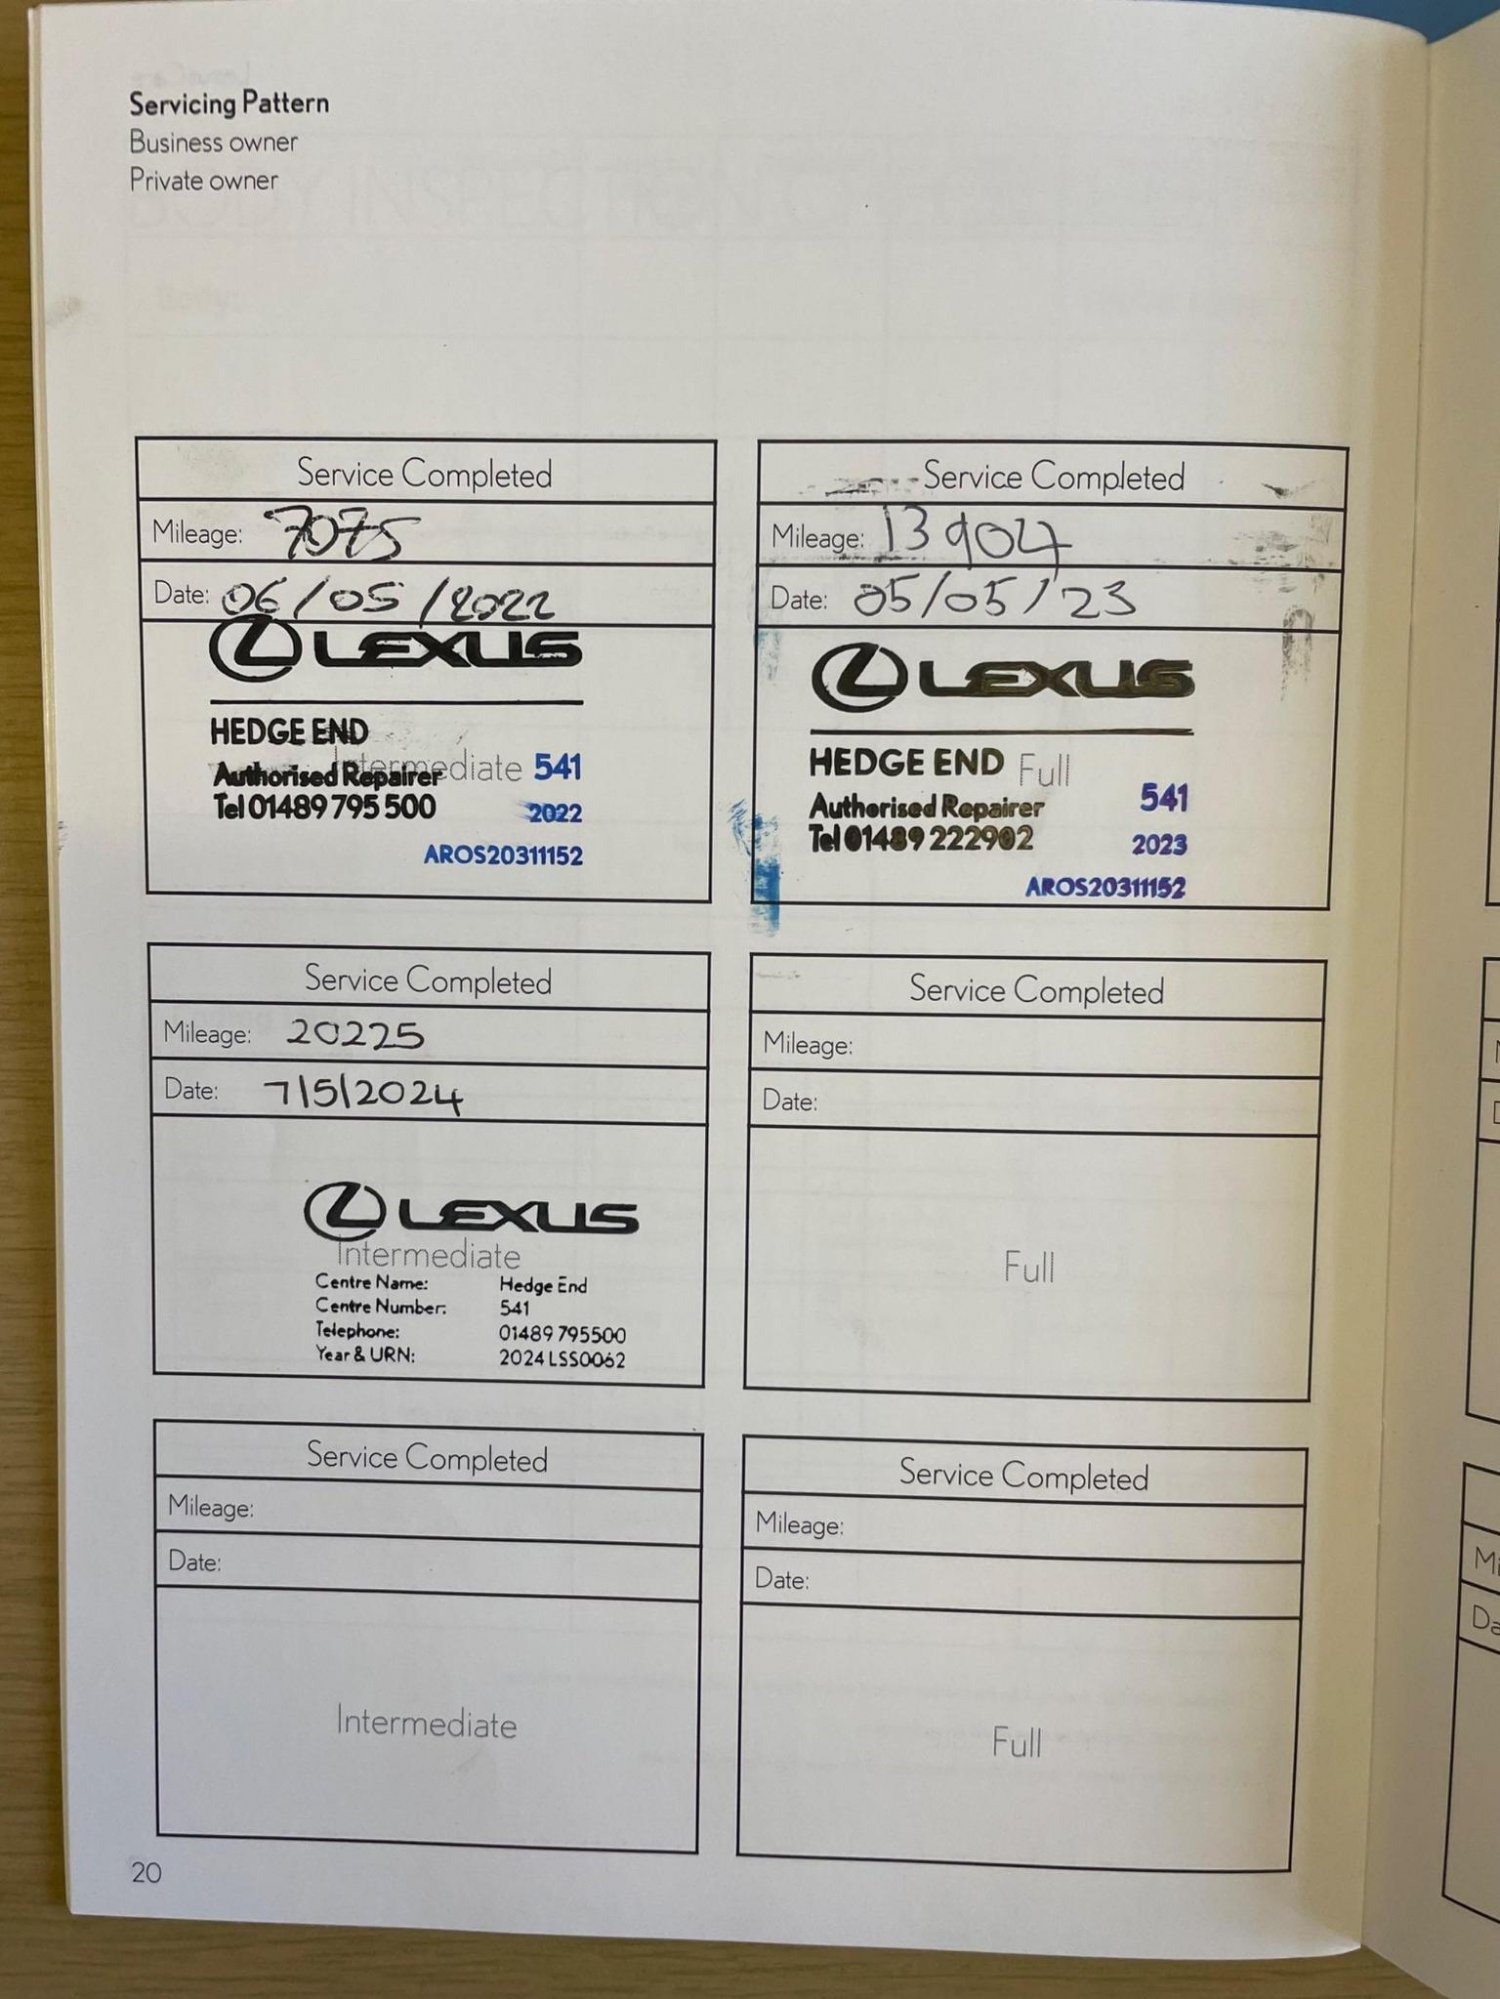 Servicing Pattern
Business owner
Private owner
Service Completed
Mileage: 7075
Date: 06/05/2022
LEXUS
HEDGE END
Intermediate 541
Authorised Repairer
Tel 01489 795 500
2022
AROS20311152
Service Completed
Mileage: 13904
Date: 05/05/23
LEXUS
HEDGE END Full
Authorised Repairer 541
Tel 01489 222902
2023
AROS20311152
Service Completed
Mileage: 20225
Date: 7/5/2024
LEXUS
Intermediate
Centre Name: Hedge End
Centre Number: 541
Telephone: 01489 795500
Year & URN: 2024 LSS0062
Service Completed
Mileage:
Date:
Full
Service Completed
Mileage:
Date:
Intermediate
Service Completed
Mileage:
Date:
Full
20